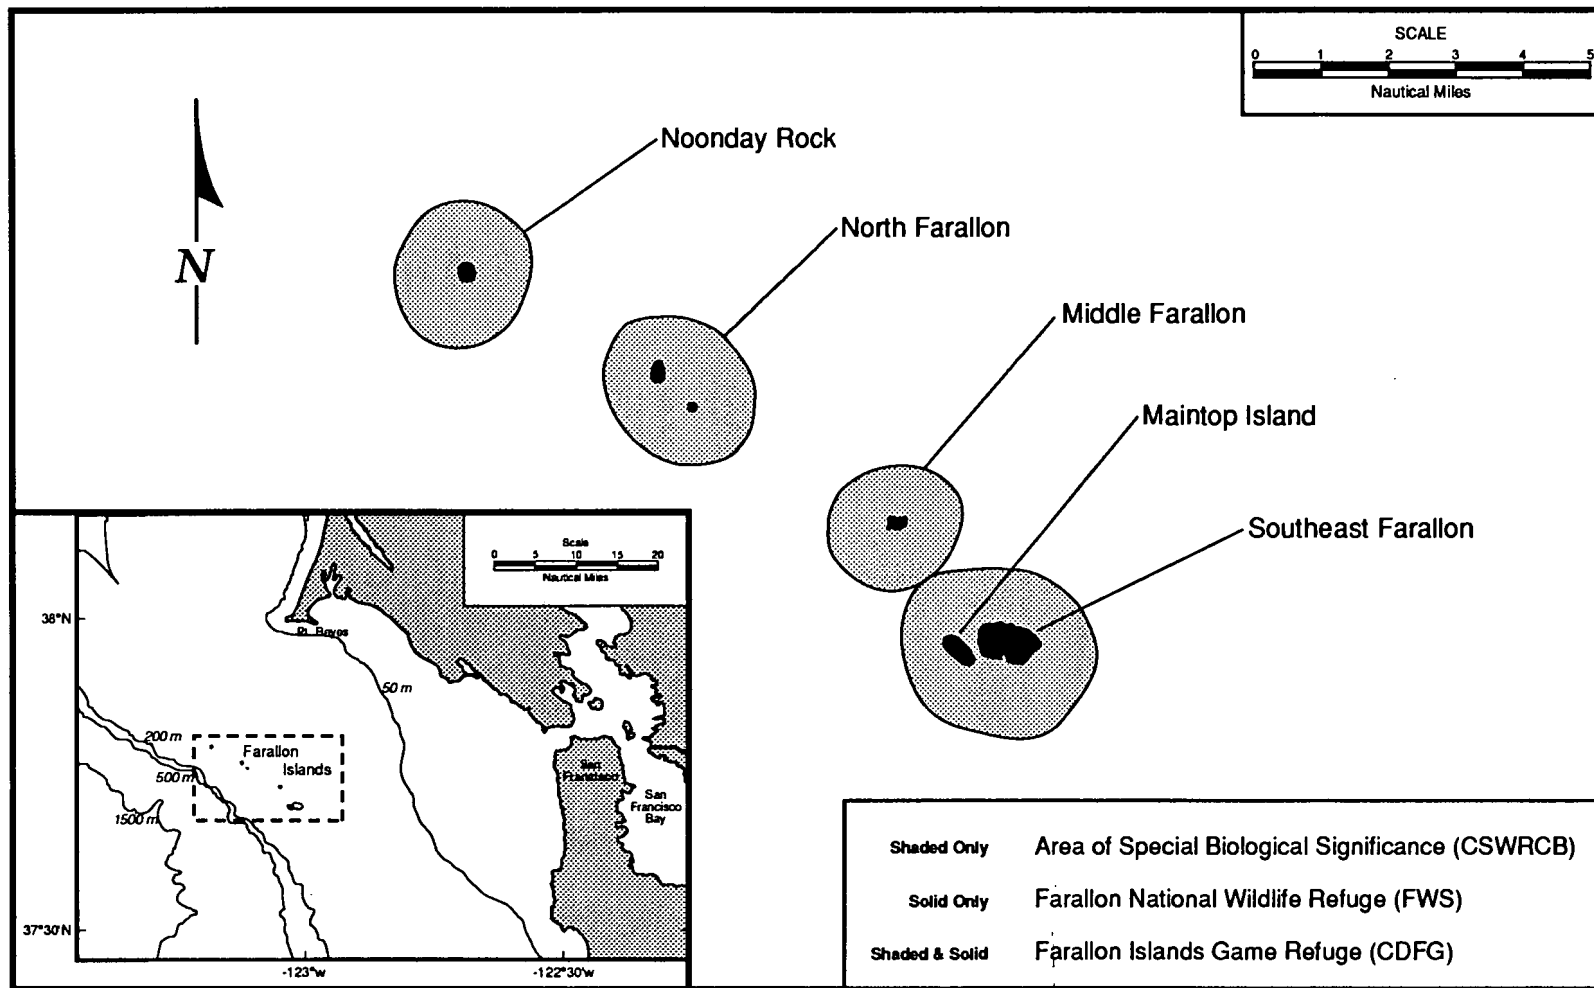 SCALE
0 1 2 3 4 5
Nautical Miles
Noonday Rock
North Farallon
N
Middle Farallon
Maintop Island
Southeast Farallon
Scale
0 5 10 15 20
Nautical Miles
38°N
Pt. Reyes
50 m
200 m
Farallon
Islands
500 m
1500 m
San
Francisco
San
Francisco
Bay
37°30'N
-123°W
-122°30'W
Shaded Only Area of Special Biological Significance (CSWRCB)
Solid Only Farallon National Wildlife Refuge (FWS)
Shaded & Solid Farallon Islands Game Refuge (CDFG)